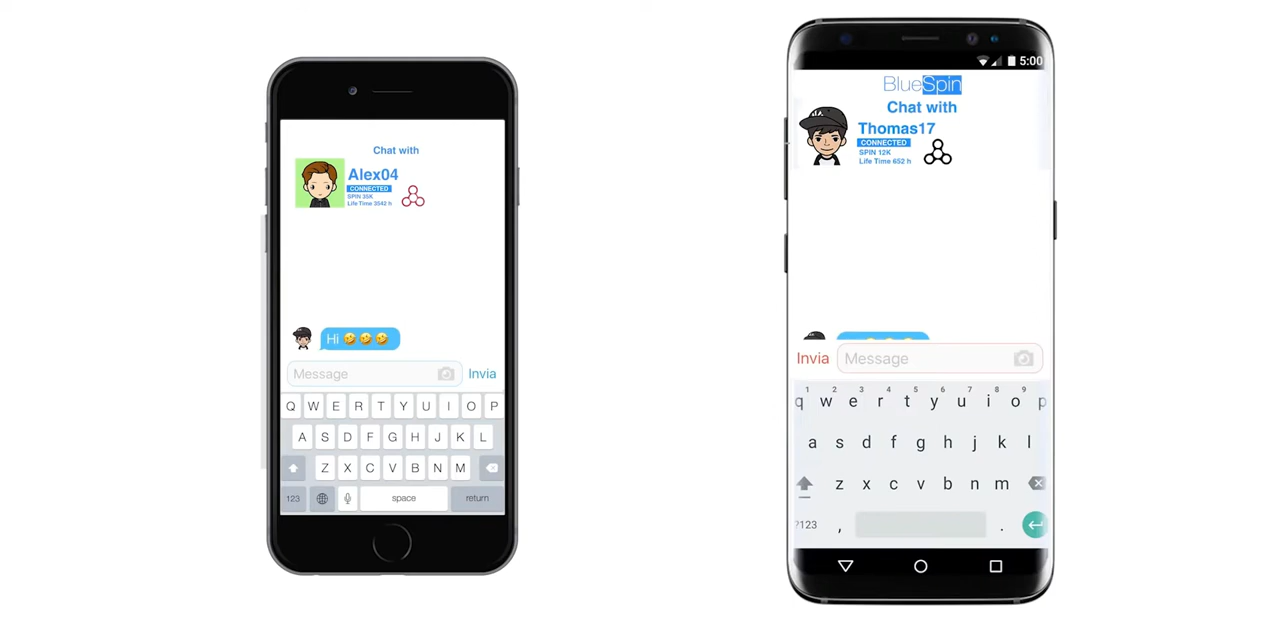 Chat with
Alex04
CONNECTED
SPIN 35K
Life Time 3542 h
Hi 🤣🤣🤣
Message
Invia
Q W E R T Y U I O P
A S D F G H J K L
Z X C V B N M
123
space
return
5:00
BlueSpin
Chat with
Thomas17
CONNECTED
SPIN 12K
Life Time 652 h
Invia
Message
1 2 3 4 5 6 7 8 9
q w e r t y u i o p
a s d f g h j k l
z x c v b n m
?123 , .